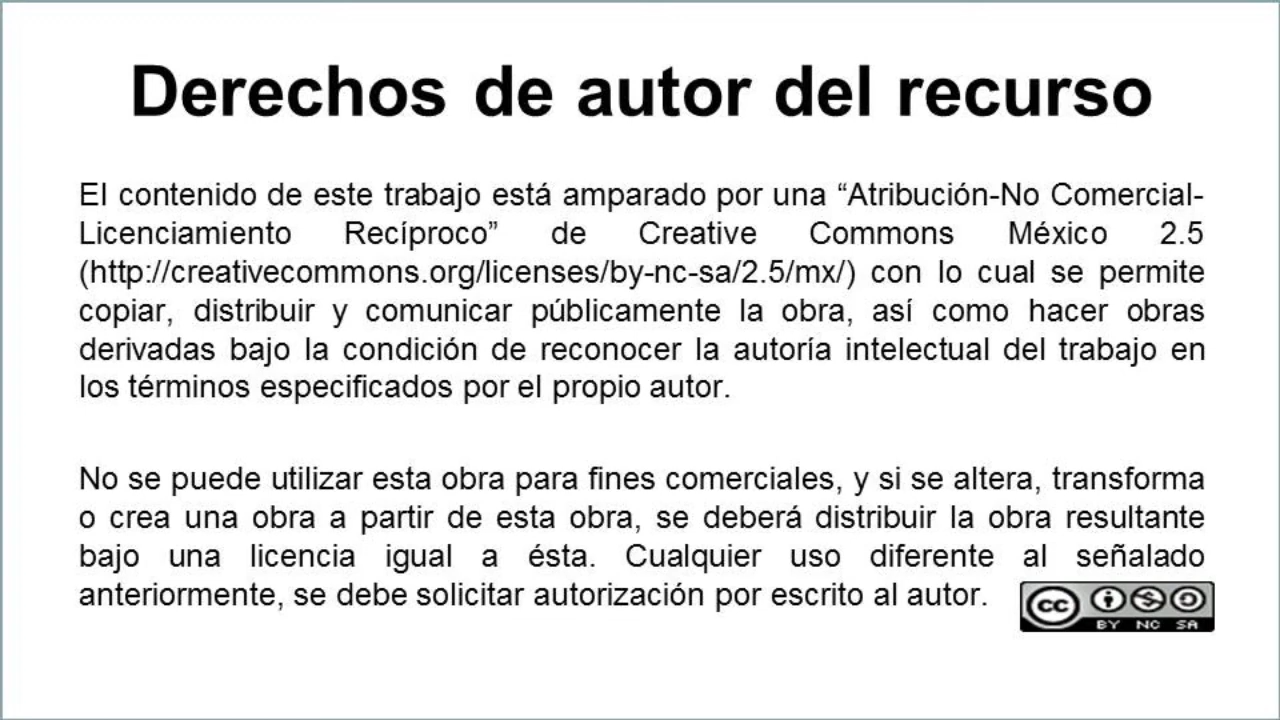 Derechos de autor del recurso
El contenido de este trabajo está amparado por una “Atribución-No Comercial-
Licenciamiento Recíproco” de Creative Commons México 2.5
(http://creativecommons.org/licenses/by-nc-sa/2.5/mx/) con lo cual se permite
copiar, distribuir y comunicar públicamente la obra, así como hacer obras
derivadas bajo la condición de reconocer la autoría intelectual del trabajo en
los términos especificados por el propio autor.
No se puede utilizar esta obra para fines comerciales, y si se altera, transforma
o crea una obra a partir de esta obra, se deberá distribuir la obra resultante
bajo una licencia igual a ésta. Cualquier uso diferente al señalado
anteriormente, se debe solicitar autorización por escrito al autor.
cc
BY NC SA